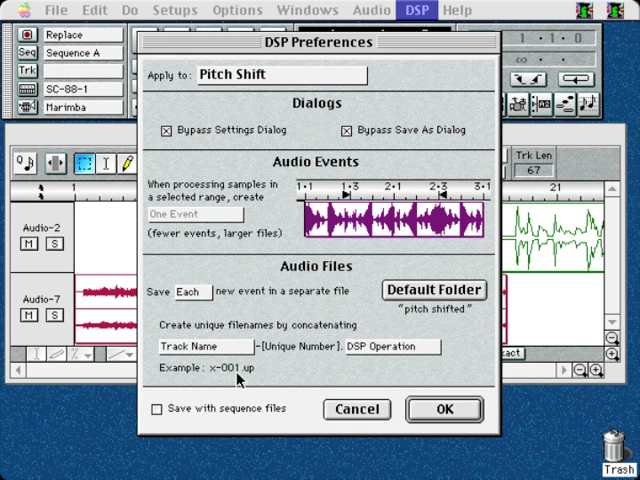 File Edit Do Setups Options Windows Audio DSP Help
Replace
Seq Sequence A
Trk
SC-88-1
Marimba
1 · 1 · 0
∞ ·
DSP Preferences
Apply to: Pitch Shift
Dialogs
Bypass Settings Dialog
Bypass Save As Dialog
Audio Events
When processing samples in
a selected range, create
One Event
(fewer events, larger files)
1·1 1·3 2·1 2·3 3·1
Audio Files
Save Each new event in a separate file
Default Folder
"pitch shifted"
Create unique filenames by concatenating
Track Name -[Unique Number]. DSP Operation
Example: x-001.up
Save with sequence files
Cancel OK
Trk Len
67
1
21
Audio-2
M S
Audio-7
M S
Trash